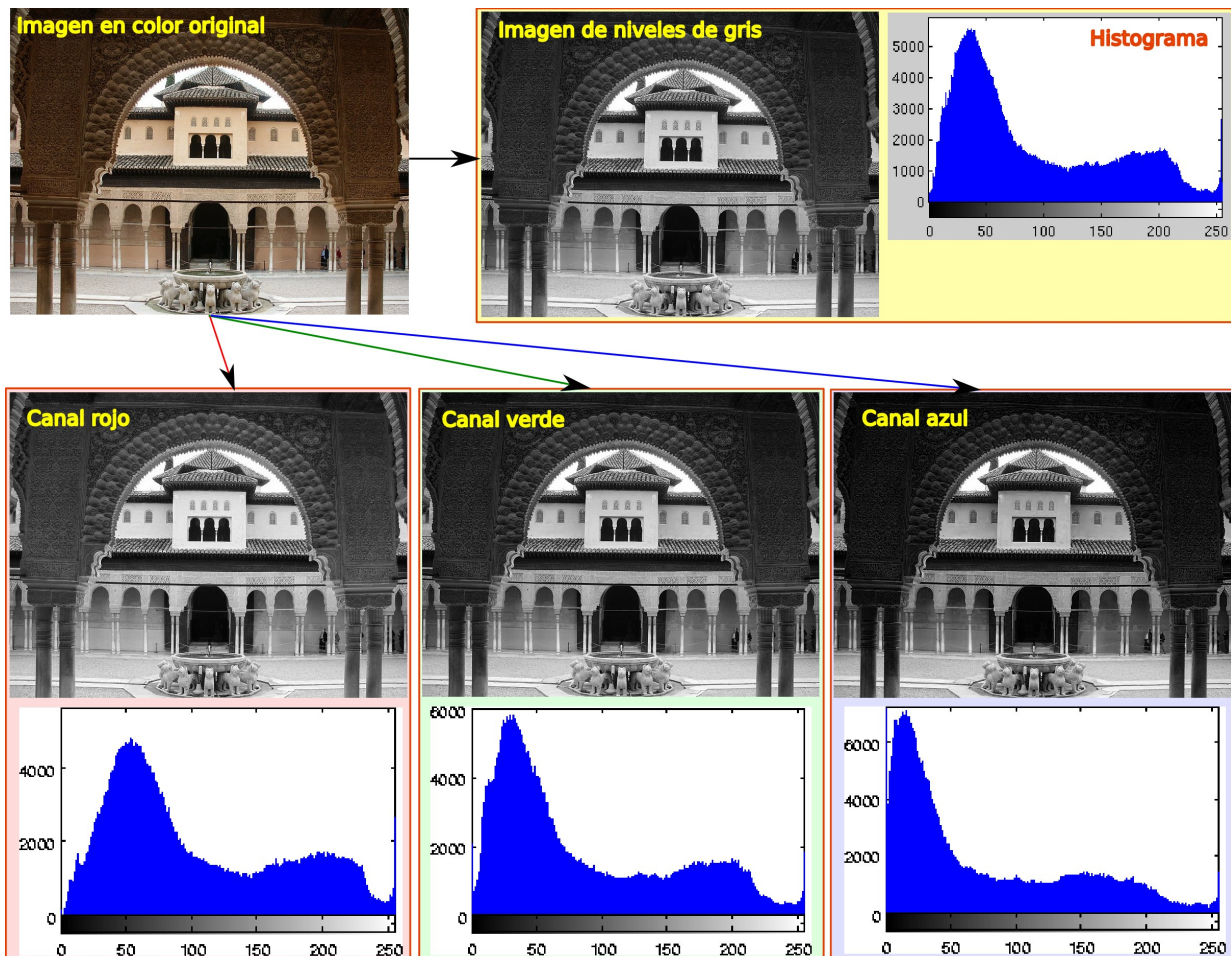 Imagen en color original
Imagen de niveles de gris
Histograma
5000
4000
3000
2000
1000
0
0 50 100 150 200 250
Canal rojo
Canal verde
Canal azul
4000
2000
0
0 50 100 150 200 250
6000
4000
2000
0
0 50 100 150 200 250
6000
4000
2000
0
0 50 100 150 200 250